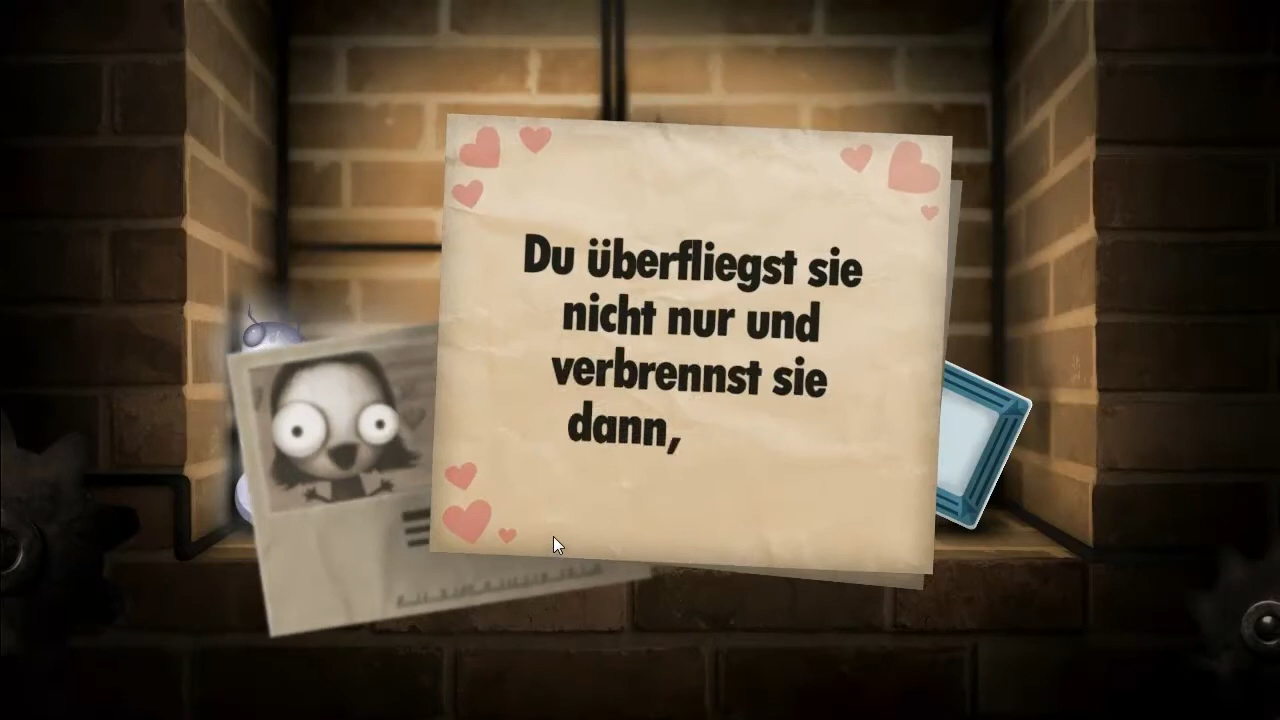 Du überfliegst sie
nicht nur und
verbrennst sie
dann,